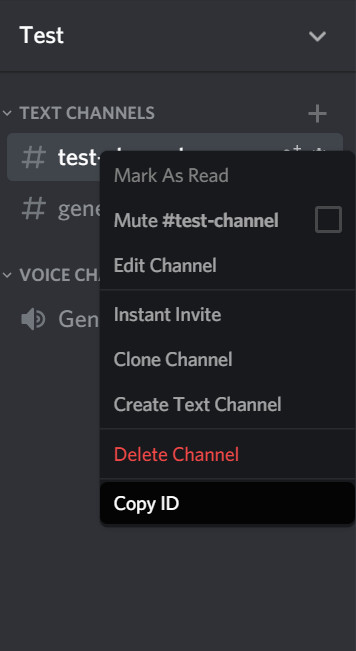 Test
TEXT CHANNELS
test-
Mark As Read
gene
Mute #test-channel
Edit Channel
VOICE CH
Instant Invite
Gen
Clone Channel
Create Text Channel
Delete Channel
Copy ID